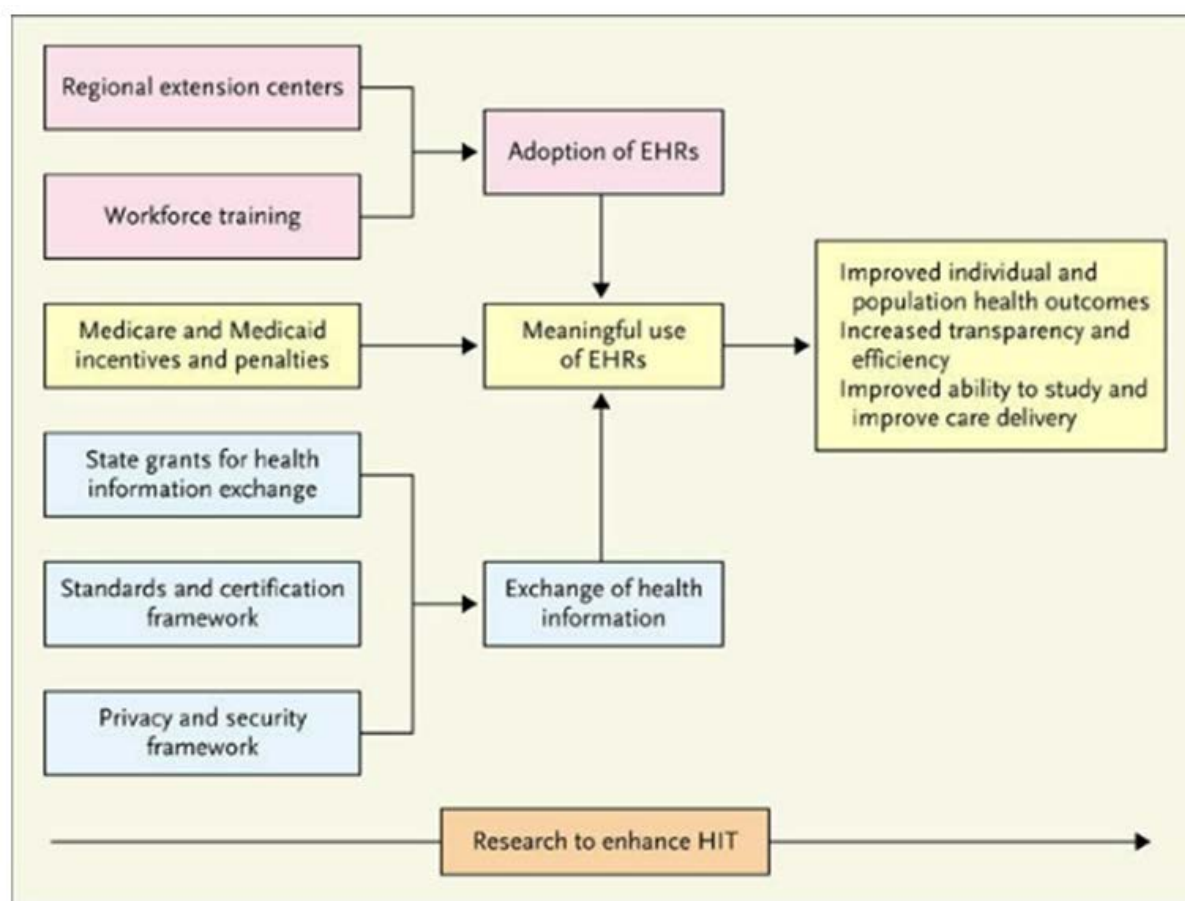 Regional extension centers
Adoption of EHRs
Workforce training
Medicare and Medicaid
incentives and penalties
Meaningful use
of EHRs
Improved individual and
population health outcomes
Increased transparency and
efficiency
Improved ability to study and
improve care delivery
State grants for health
information exchange
Standards and certification
framework
Exchange of health
information
Privacy and security
framework
Research to enhance HIT